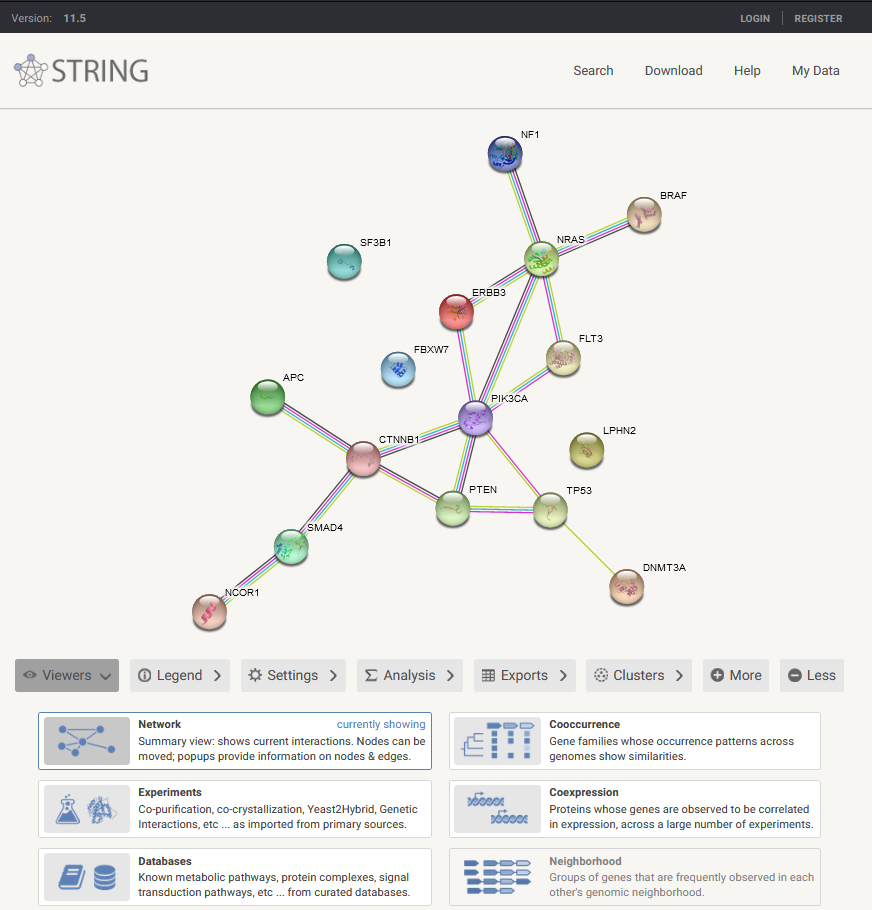 Version: 11.5
LOGIN REGISTER
STRING
Search Download Help My Data
NF1
BRAF
NRAS
SF3B1
ERBB3
FLT3
FBXW7
APC
PIK3CA
LPHN2
CTNNB1
PTEN
TP53
SMAD4
DNMT3A
NCOR1
Viewers Legend Settings Analysis Exports Clusters More Less
Network currently showing
Summary view: shows current interactions. Nodes can be
moved; popups provide information on nodes & edges.
Cooccurrence
Gene families whose occurrence patterns across
genomes show similarities.
Experiments
Co-purification, co-crystallization, Yeast2Hybrid, Genetic
Interactions, etc ... as imported from primary sources.
Coexpression
Proteins whose genes are observed to be correlated
in expression, across a large number of experiments.
Databases
Known metabolic pathways, protein complexes, signal
transduction pathways, etc ... from curated databases.
Neighborhood
Groups of genes that are frequently observed in each
other's genomic neighborhood.